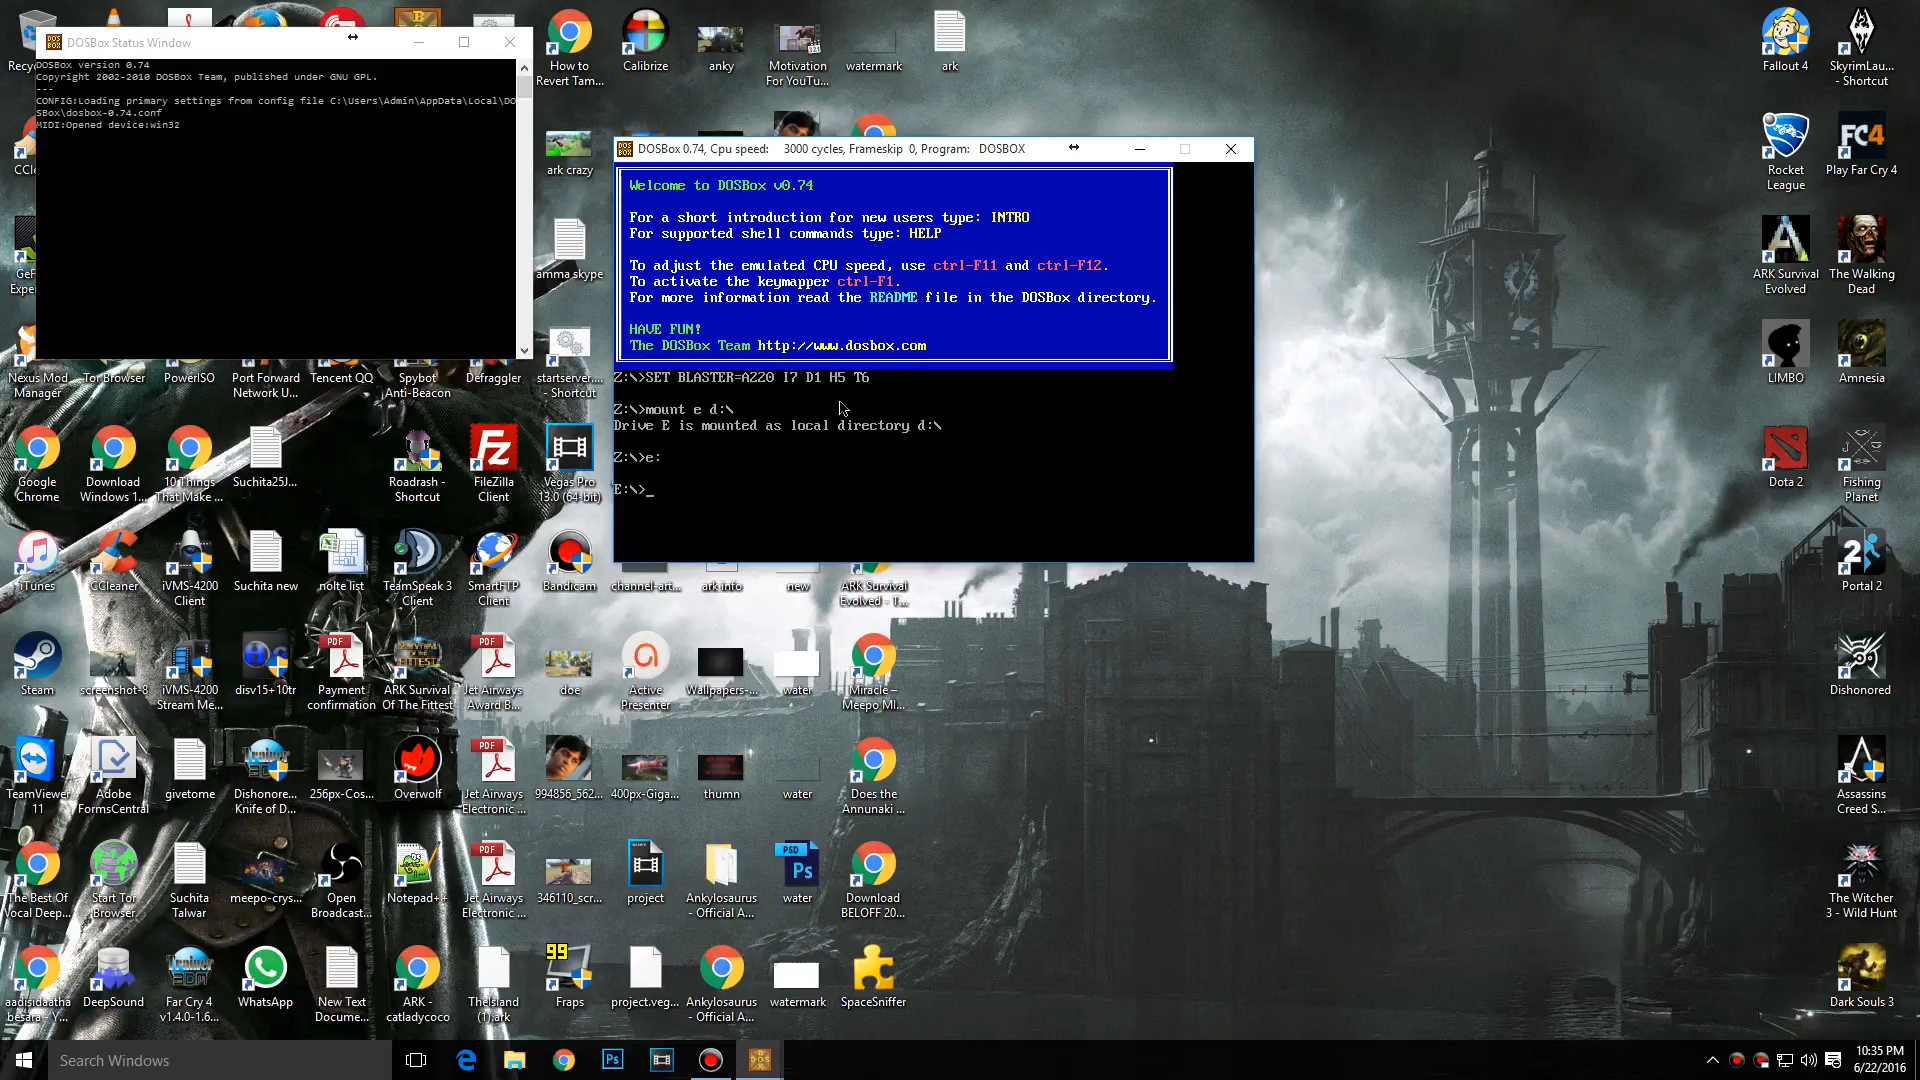 DOSBox Status Window
DOSBox version 0.74
Copyright 2002-2010 DOSBox Team, published under GNU GPL.
---
CONFIG:Loading primary settings from config file C:\Users\Admin\AppData\Local\DO
SBox\dosbox-0.74.conf
MIDI:Opened device:win32
How to
Revert Tam...
Calibrize
anky
Motivation
For YouTu...
watermark
ark
Fallout 4
SkyrimLau...
- Shortcut
ark crazy
DOSBox 0.74, Cpu speed:    3000 cycles, Frameskip  0, Program:   DOSBOX
Welcome to DOSBox v0.74
For a short introduction for new users type: INTRO
For supported shell commands type: HELP
To adjust the emulated CPU speed, use ctrl-F11 and ctrl-F12.
To activate the keymapper ctrl-F1.
For more information read the README file in the DOSBox directory.
HAVE FUN!
The DOSBox Team http://www.dosbox.com
Z:\>SET BLASTER=A220 I7 D1 H5 T6
Z:\>mount e d:\
Drive E is mounted as local directory d:\
Z:\>e:
E:\>_
Rocket
League
FC4
Play Far Cry 4
amma skype
ARK Survival
Evolved
The Walking
Dead
Nexus Mod
Manager
Tor Browser
PowerISO
Port Forward
Network ...
Tencent QQ
Spybot
Anti-Beacon
Defraggler
startserver....
- Shortcut
LIMBO
Amnesia
Google
Chrome
Download
Windows 1...
10 Things
That Make ...
Suchita25J...
Roadrash -
Shortcut
FileZilla
Client
Vegas Pro
13.0 (64-bit)
Dota 2
Fishing
Planet
iTunes
CCleaner
iVMS-4200
Client
Suchita new
nolte list
TeamSpeak 3
Client
SmartFTP
Client
Bandicam
channel-art...
ark info
new
ARK Survival
Evolved - T...
2
Portal 2
Steam
screenshot-8
iVMS-4200
Stream Me...
disv15+10tr
PDF
Payment
confirmation
ARK Survival
Of The Fittest
PDF
Jet Airways
Award B...
doe
Active
Presenter
Wallpapers-...
water
Miracle –
Meepo MI...
Dishonored
TeamViewer
11
Adobe
FormsCentral
givetome
Dishonore...
Knife of D...
256px-Cos...
Overwolf
PDF
Jet Airways
Electronic ...
994856_562...
400px-Giga...
thumn
water
Does the
Annunaki ...
Assassins
Creed S...
The Best Of
Vocal Deep...
Start Tor
Browser
Suchita
Talwar
meepo-crys...
Open
Broadcast...
Notepad++
PDF
Jet Airways
Electronic ...
346110_scr...
project
Ankylosaurus
- Official A...
PSD
Ps
water
Download
BELOFF 20...
The Witcher
3 - Wild Hunt
aadisidaatha
besara - Y...
DeepSound
Far Cry 4
v1.4.0-1.6...
WhatsApp
New Text
Docume...
ARK -
catladycoco
TheIsland
(1).ark
99
Fraps
project.veg...
Ankylosaurus
- Official A...
watermark
SpaceSniffer
Dark Souls 3
Search Windows
Ps
10:35 PM
6/22/2016